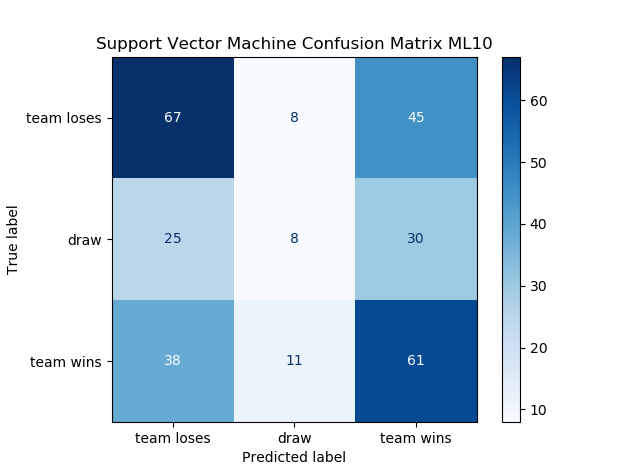 Support Vector Machine Confusion Matrix ML10
team loses 67 8 45
draw 25 8 30
team wins 38 11 61
team loses draw team wins
Predicted label
True label
60
50
40
30
20
10